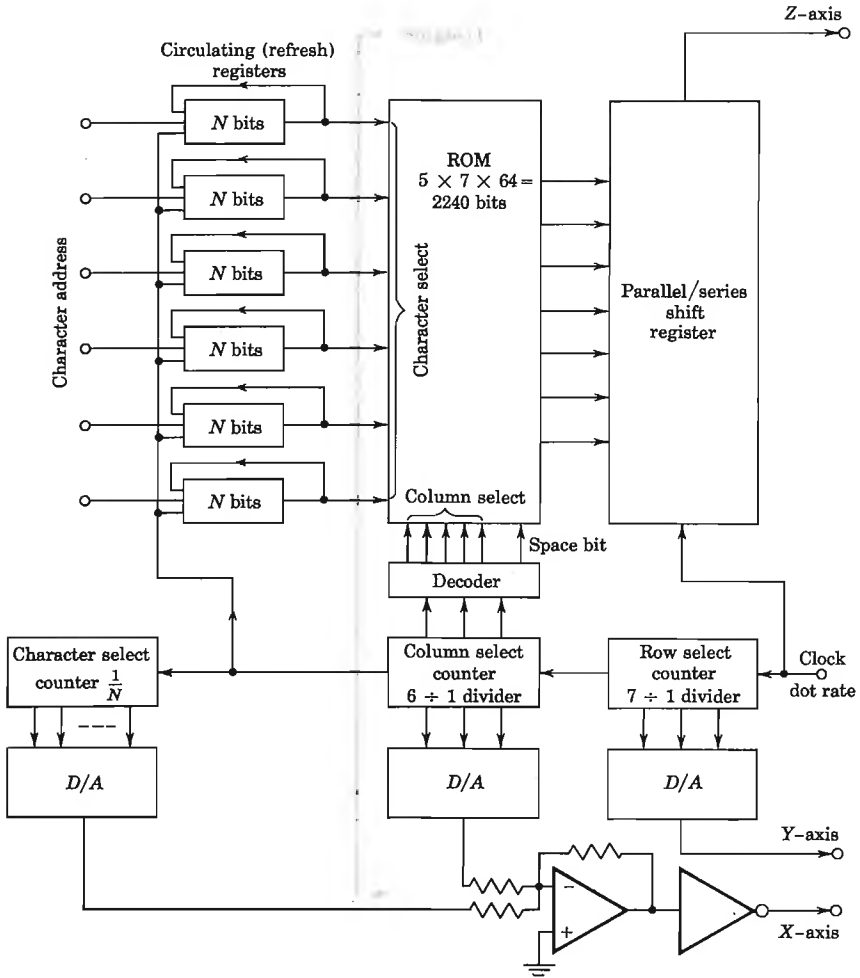 Z-axis
Circulating (refresh)
registers
N bits
N bits
N bits
N bits
N bits
N bits
Character address
ROM
5 × 7 × 64 =
2240 bits
Character select
Column select
Space bit
Parallel/series
shift
register
Decoder
Character select
counter 1/N
Column select
counter
6 ÷ 1 divider
Row select
counter
7 ÷ 1 divider
Clock
dot rate
D/A
D/A
D/A
Y-axis
−
+
X-axis